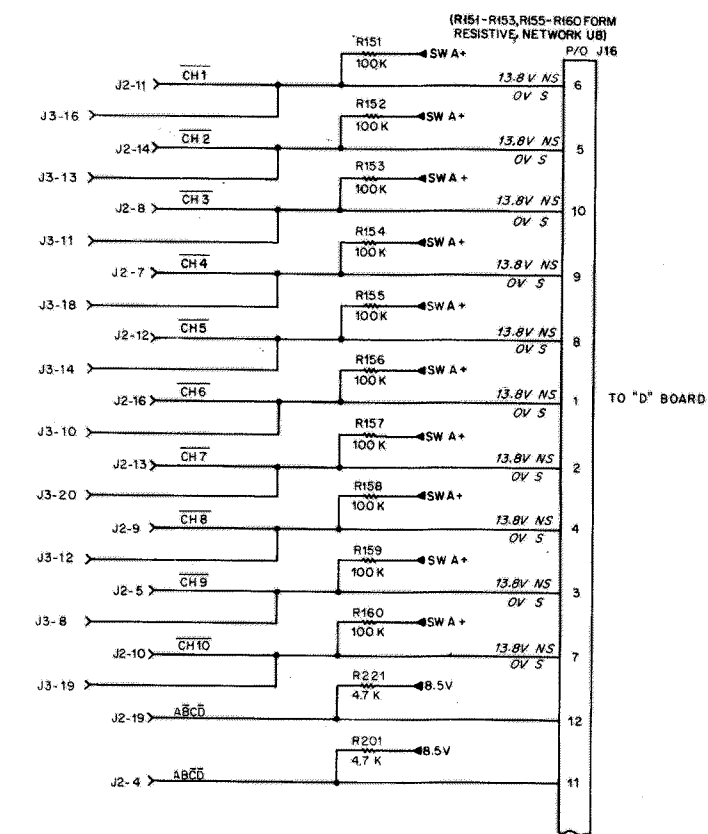 (R151-R153,R155-R160 FORM
RESISTIVE, NETWORK U8)
P/O J16
R151
100K
SW A+
J2-11
CH1
13.8V NS
0V S
6
J3-16
R152
100K
SW A+
J2-14
CH2
13.8V NS
0V S
5
J3-13
R153
100K
SW A+
J2-8
CH3
13.8V NS
0V S
10
J3-11
R154
100K
SW A+
J2-7
CH4
13.8V NS
0V S
9
J3-18
R155
100K
SW A+
J2-12
CH5
13.8V NS
0V S
8
J3-14
R156
100K
SW A+
J2-16
CH6
13.8V NS
0V S
1
TO "D" BOARD
J3-10
R157
100K
SW A+
J2-13
CH7
13.8V NS
0V S
2
J3-20
R158
100K
SWA+
J2-9
CH8
13.8V NS
0V S
4
J3-12
R159
100K
SW A+
J2-5
CH9
13.8V NS
0V S
3
J3-8
R160
100K
SW A+
J2-10
CH10
13.8V NS
0V S
7
J3-19
R221
4.7 K
8.5V
J2-19
AB̅CD̅
12
R201
4.7 K
8.5V
J2-4
ABC̅D̅
11